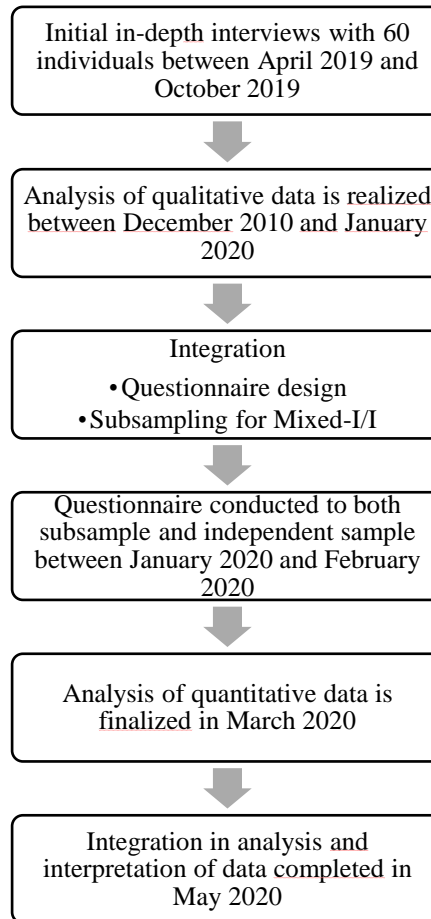 Initial in-depth interviews with 60
individuals between April 2019 and
October 2019
Analysis of qualitative data is realized
between December 2010 and January
2020
Integration
•Questionnaire design
•Subsampling for Mixed-I/I
Questionnaire conducted to both
subsample and independent sample
between January 2020 and February
2020
Analysis of quantitative data is
finalized in March 2020
Integration in analysis and
interpretation of data completed in
May 2020